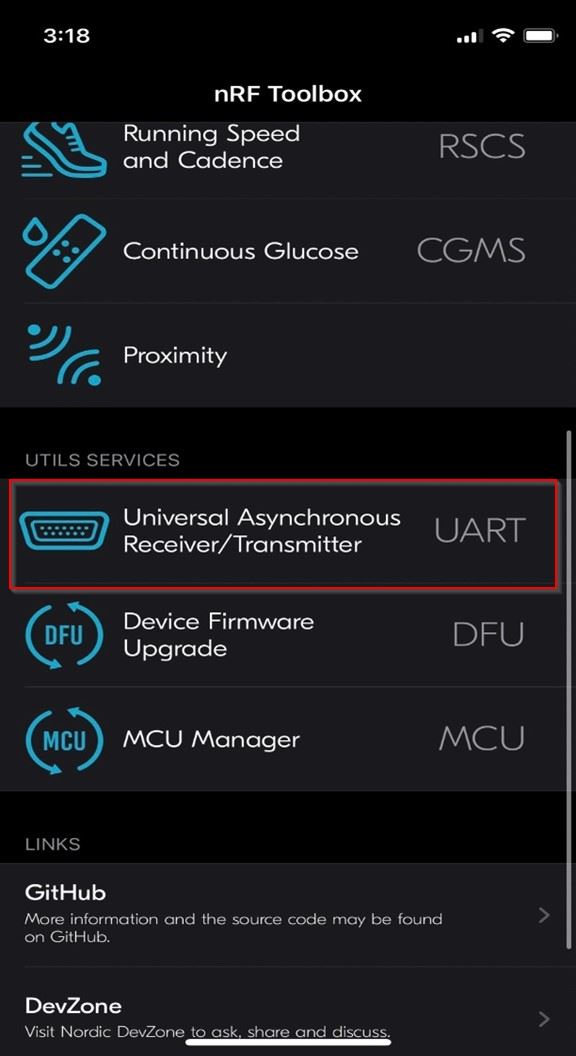 3:18
nRF Toolbox
Running Speed
and Cadence
RSCS
Continuous Glucose
CGMS
Proximity
UTILS SERVICES
Universal Asynchronous
Receiver/Transmitter
UART
DFU
Device Firmware
Upgrade
DFU
MCU
MCU Manager
MCU
LINKS
GitHub
More information and the source code may be found
on GitHub.
DevZone
Visit Nordic DevZone to ask, share and discuss.